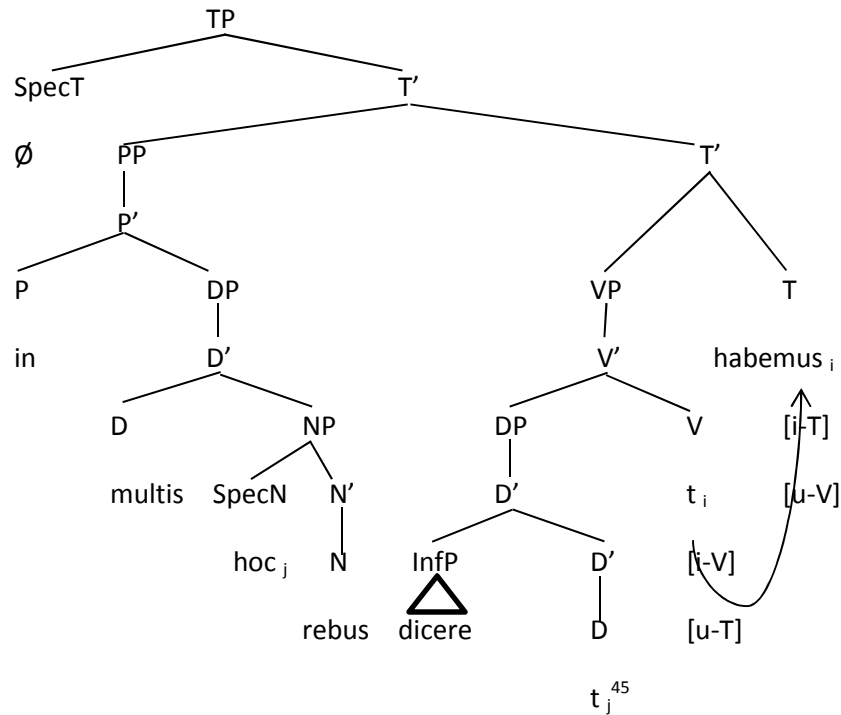 TP
SpecT T’
Ø PP T’
P’
P DP VP T
in D’ V’ habemus i
D NP DP V [i-T]
multis SpecN N’ D’ t i [u-V]
hoc j N InfP D’ [i-V]
rebus dicere D [u-T]
t j 45